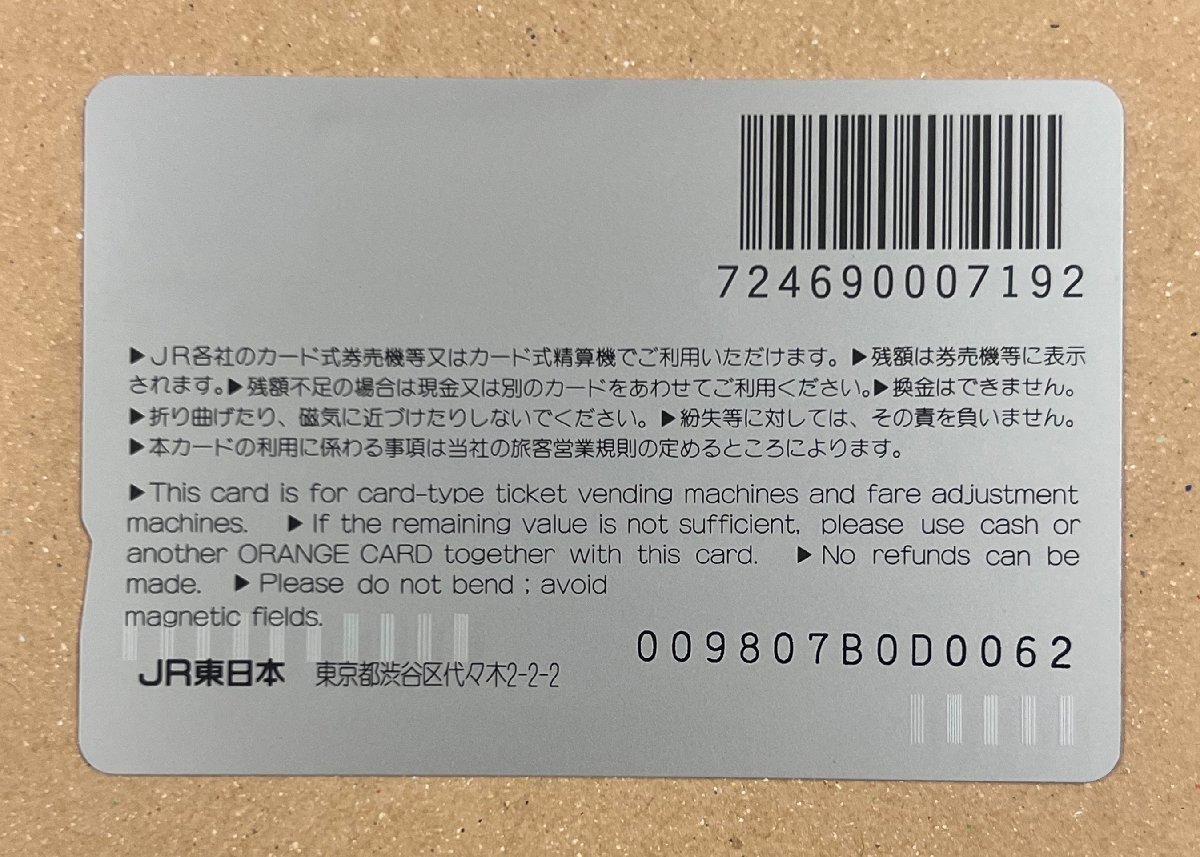 724690007192
▶JR各社のカード式券売機等又はカード式精算機でご利用いただけます。▶残額は券売機等に表示
されます。▶残額不足の場合は現金又は別のカードをあわせてご利用ください。▶換金はできません。
▶折り曲げたり、磁気に近づけたりしないでください。▶紛失等に対しては、その責を負いません。
▶本カードの利用に係わる事項は当社の旅客営業規則の定めるところによります。
▶This card is for card-type ticket vending machines and fare adjustment
machines. ▶If the remaining value is not sufficient, please use cash or
another ORANGE CARD together with this card. ▶No refunds can be
made. ▶Please do not bend ; avoid
magnetic fields.
009807B0D0062
JR東日本 東京都渋谷区代々木2-2-2